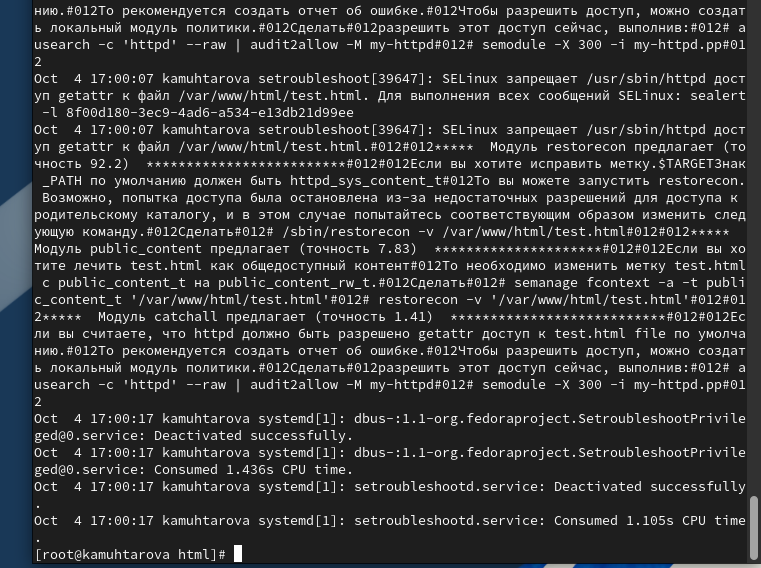 нию.#012То рекомендуется создать отчет об ошибке.#012Чтобы разрешить доступ, можно создат
ь локальный модуль политики.#012Сделать#012разрешить этот доступ сейчас, выполнив:#012# a
usearch -c 'httpd' --raw | audit2allow -M my-httpd#012# semodule -X 300 -i my-httpd.pp#01
2
Oct  4 17:00:07 kamuhtarova setroubleshoot[39647]: SELinux запрещает /usr/sbin/httpd дост
уп getattr к файл /var/www/html/test.html. Для выполнения всех сообщений SELinux: sealert
 -l 8f00d180-3ec9-4ad6-a534-e13db21d99ee
Oct  4 17:00:07 kamuhtarova setroubleshoot[39647]: SELinux запрещает /usr/sbin/httpd дост
уп getattr к файл /var/www/html/test.html.#012#012*****  Модуль restorecon предлагает (то
чность 92.2)  *************************#012#012Если вы хотите исправить метку.$TARGETЗнак
 _PATH по умолчанию должен быть httpd_sys_content_t#012То вы можете запустить restorecon.
 Возможно, попытка доступа была остановлена из-за недостаточных разрешений для доступа к 
родительскому каталогу, и в этом случае попытайтесь соответствующим образом изменить след
ующую команду.#012Сделать#012# /sbin/restorecon -v /var/www/html/test.html#012#012*****  
Модуль public_content предлагает (точность 7.83)  *********************#012#012Если вы хо
тите лечить test.html как общедоступный контент#012То необходимо изменить метку test.html
 с public_content_t на public_content_rw_t.#012Сделать#012# semanage fcontext -a -t publi
c_content_t '/var/www/html/test.html'#012# restorecon -v '/var/www/html/test.html'#012#01
2*****  Модуль catchall предлагает (точность 1.41)  ***************************#012#012Ес
ли вы считаете, что httpd должно быть разрешено getattr доступ к test.html file по умолча
нию.#012То рекомендуется создать отчет об ошибке.#012Чтобы разрешить доступ, можно создат
ь локальный модуль политики.#012Сделать#012разрешить этот доступ сейчас, выполнив:#012# a
usearch -c 'httpd' --raw | audit2allow -M my-httpd#012# semodule -X 300 -i my-httpd.pp#01
2
Oct  4 17:00:17 kamuhtarova systemd[1]: dbus-:1.1-org.fedoraproject.SetroubleshootPrivile
ged@0.service: Deactivated successfully.
Oct  4 17:00:17 kamuhtarova systemd[1]: dbus-:1.1-org.fedoraproject.SetroubleshootPrivile
ged@0.service: Consumed 1.436s CPU time.
Oct  4 17:00:17 kamuhtarova systemd[1]: setroubleshootd.service: Deactivated successfully
.
Oct  4 17:00:17 kamuhtarova systemd[1]: setroubleshootd.service: Consumed 1.105s CPU time
.
[root@kamuhtarova html]#